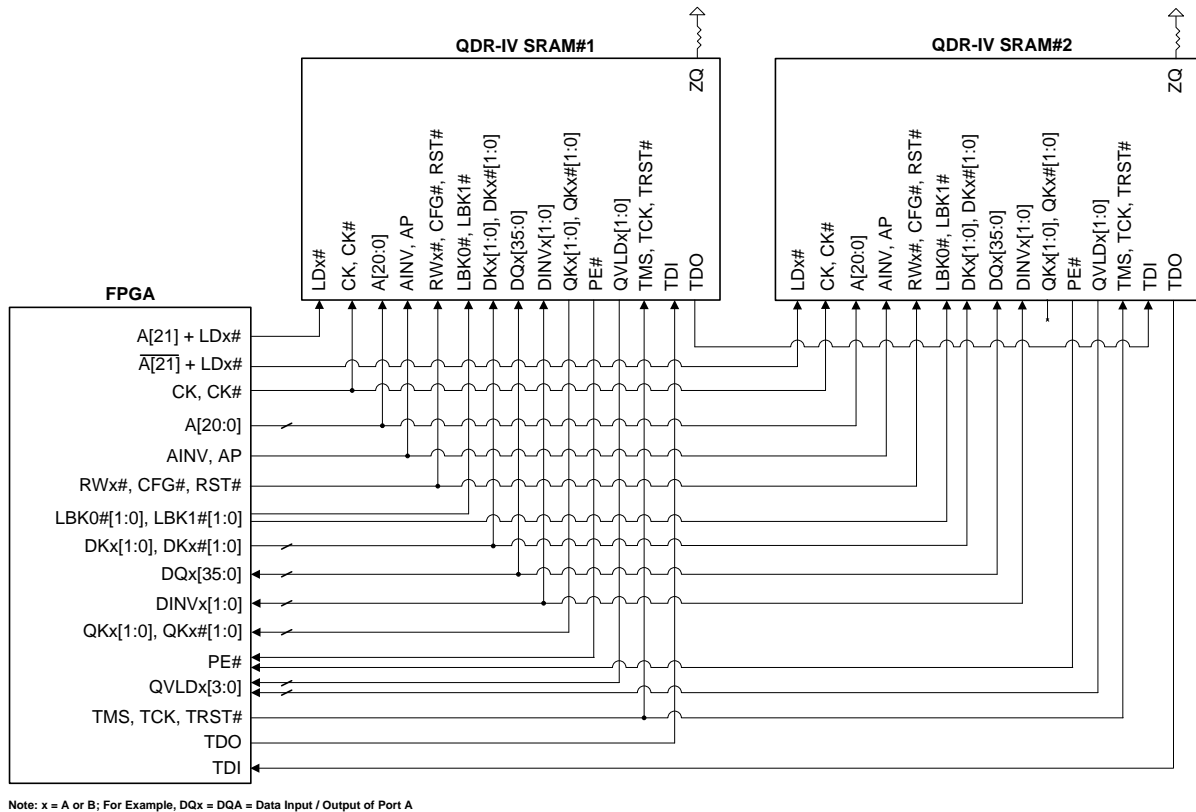 QDR-IV SRAM#1
QDR-IV SRAM#2
ZQ
ZQ
LDx#
CK, CK#
A[20:0]
AINV, AP
RWx#, CFG#, RST#
LBK0#, LBK1#
DKx[1:0], DKx#[1:0]
DQx[35:0]
DINVx[1:0]
QKx[1:0], QKx#[1:0]
PE#
QVLDx[1:0]
TMS, TCK, TRST#
TDI
TDO
LDx#
CK, CK#
A[20:0]
AINV, AP
RWx#, CFG#, RST#
LBK0#, LBK1#
DKx[1:0], DKx#[1:0]
DQx[35:0]
DINVx[1:0]
QKx[1:0], QKx#[1:0]
PE#
QVLDx[1:0]
TMS, TCK, TRST#
TDI
TDO
FPGA
A[21] + LDx#
A̅[̅2̅1̅]̅ + LDx#
CK, CK#
A[20:0]
AINV, AP
RWx#, CFG#, RST#
LBK0#[1:0], LBK1#[1:0]
DKx[1:0], DKx#[1:0]
DQx[35:0]
DINVx[1:0]
QKx[1:0], QKx#[1:0]
PE#
QVLDx[3:0]
TMS, TCK, TRST#
TDO
TDI
Note: x = A or B; For Example, DQx = DQA = Data Input / Output of Port A